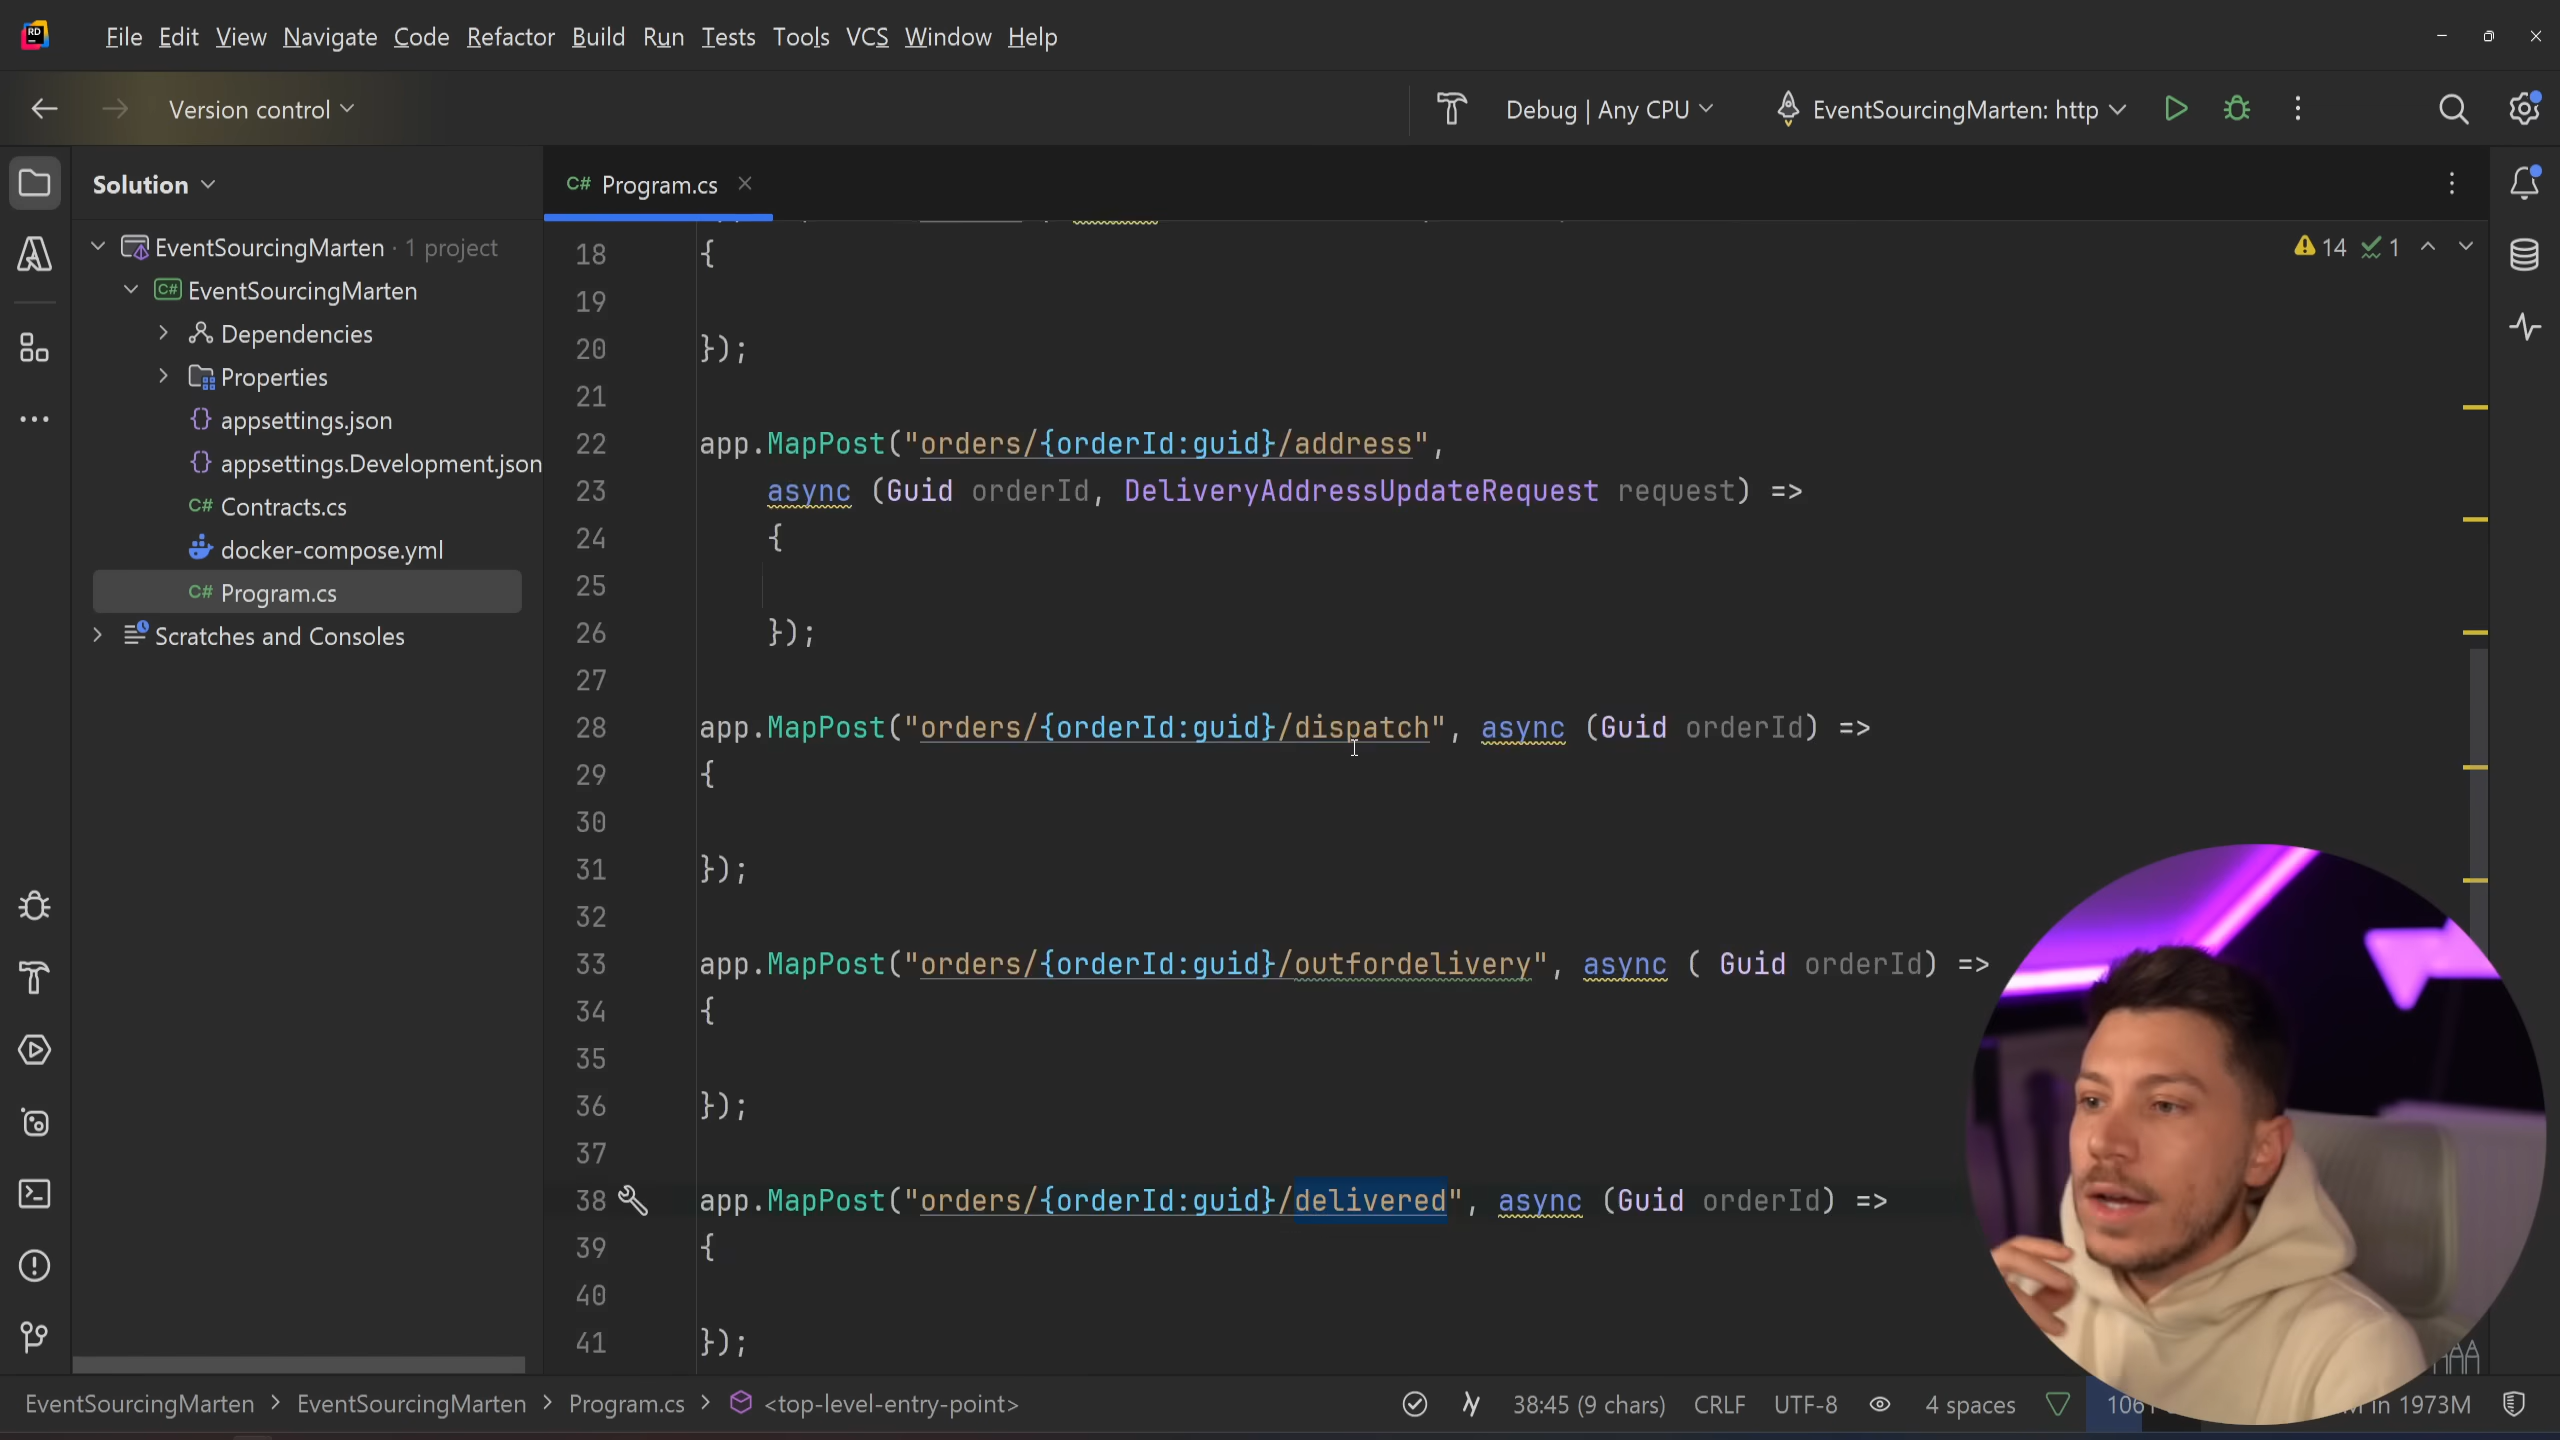 RD File Edit View Navigate Code Refactor Build Run Tests Tools VCS Window Help
Version control
Debug | Any CPU
EventSourcingMarten: http
Solution
EventSourcingMarten · 1 project
C# EventSourcingMarten
Dependencies
Properties
{} appsettings.json
{} appsettings.Development.json
C# Contracts.cs
docker-compose.yml
C# Program.cs
Scratches and Consoles
C# Program.cs
14 1
18 {
19
20 });
21
22 app.MapPost("orders/{orderId:guid}/address",
23 async (Guid orderId, DeliveryAddressUpdateRequest request) =>
24 {
25
26 });
27
28 app.MapPost("orders/{orderId:guid}/dispatch", async (Guid orderId) =>
29 {
30
31 });
32
33 app.MapPost("orders/{orderId:guid}/outfordelivery", async ( Guid orderId) =>
34 {
35
36 });
37
38 app.MapPost("orders/{orderId:guid}/delivered", async (Guid orderId) =>
39 {
40
41 });
EventSourcingMarten > EventSourcingMarten > Program.cs > <top-level-entry-point>
38:45 (9 chars) CRLF UTF-8 4 spaces in 1973M